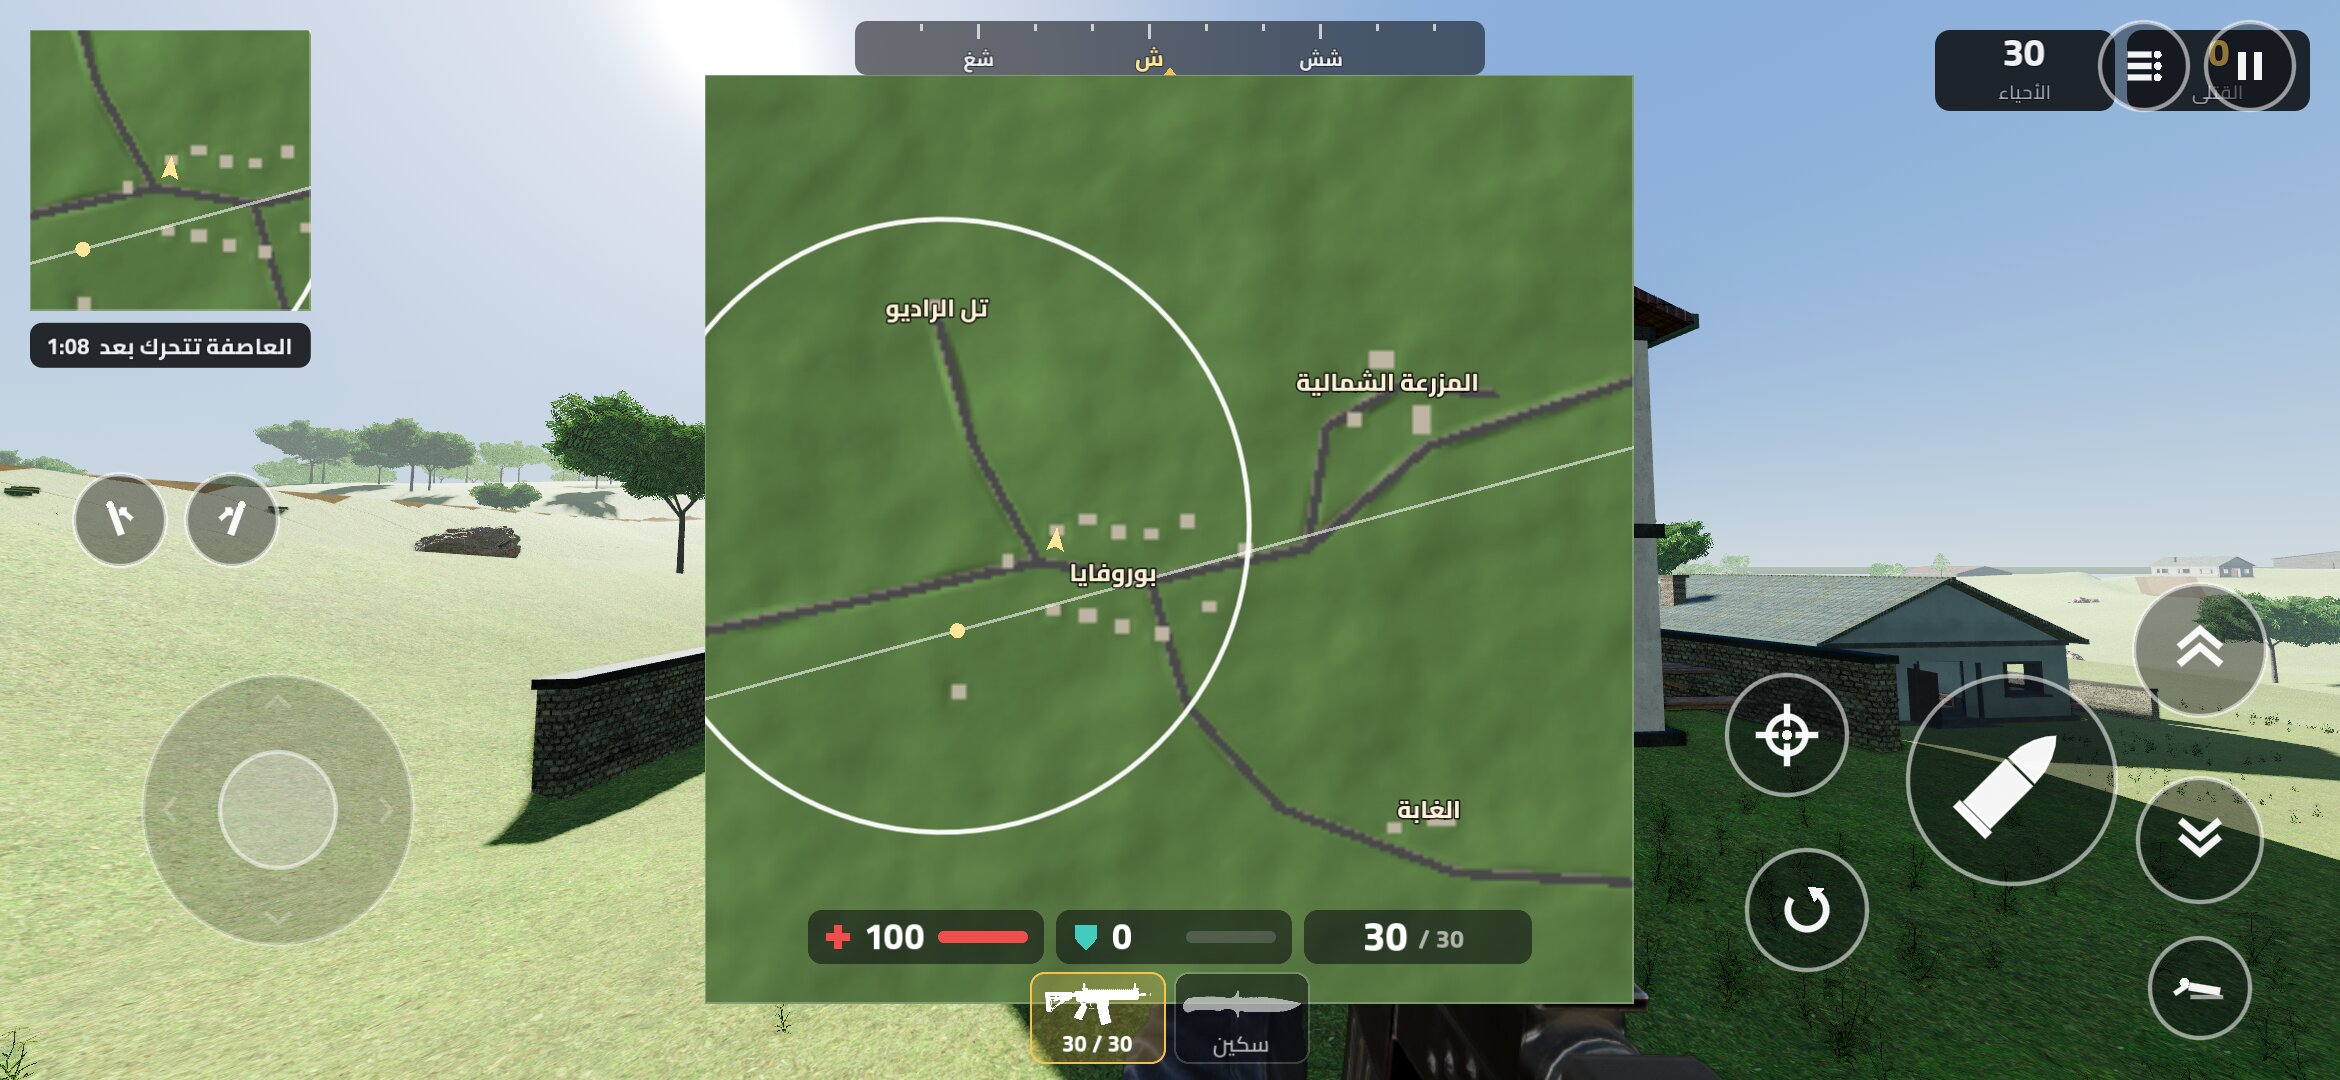 شغ
ش
شش
30
الأحياء
0
القتلى
العاصفة تتحرك بعد 1:08
تل الراديو
المزرعة الشمالية
بوروفايا
الغابة
100
0
30 / 30
30 / 30
سكين